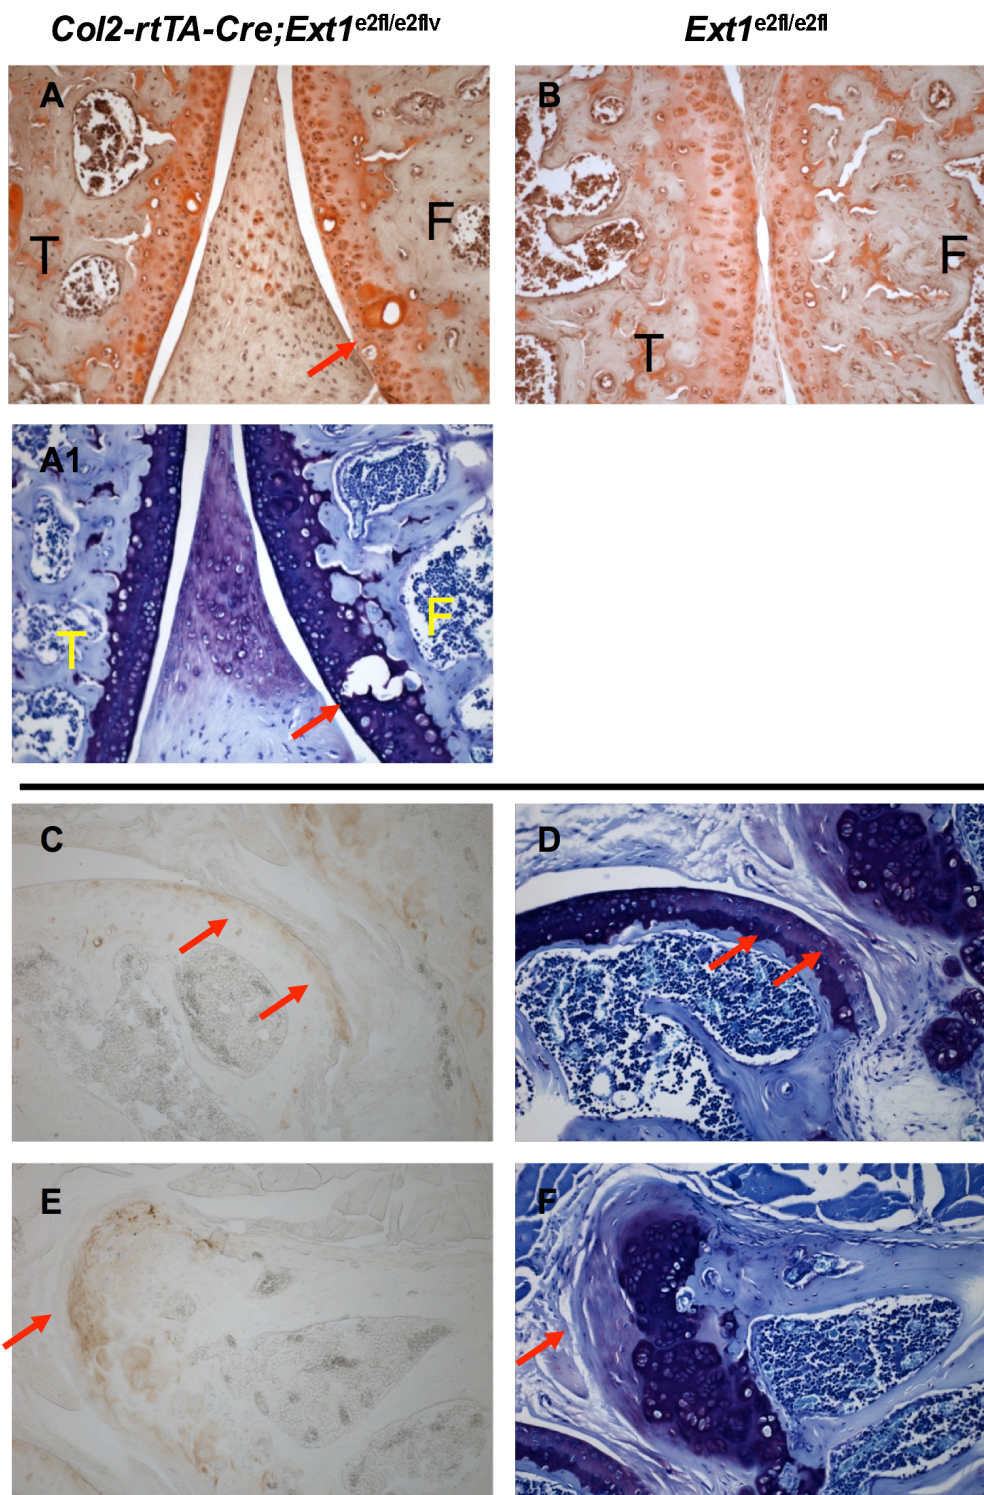 Col2-rtTA-Cre;Ext1e2fl/e2flv Ext1e2fl/e2fl
A B
T F T F
A1
T F
C D
E F